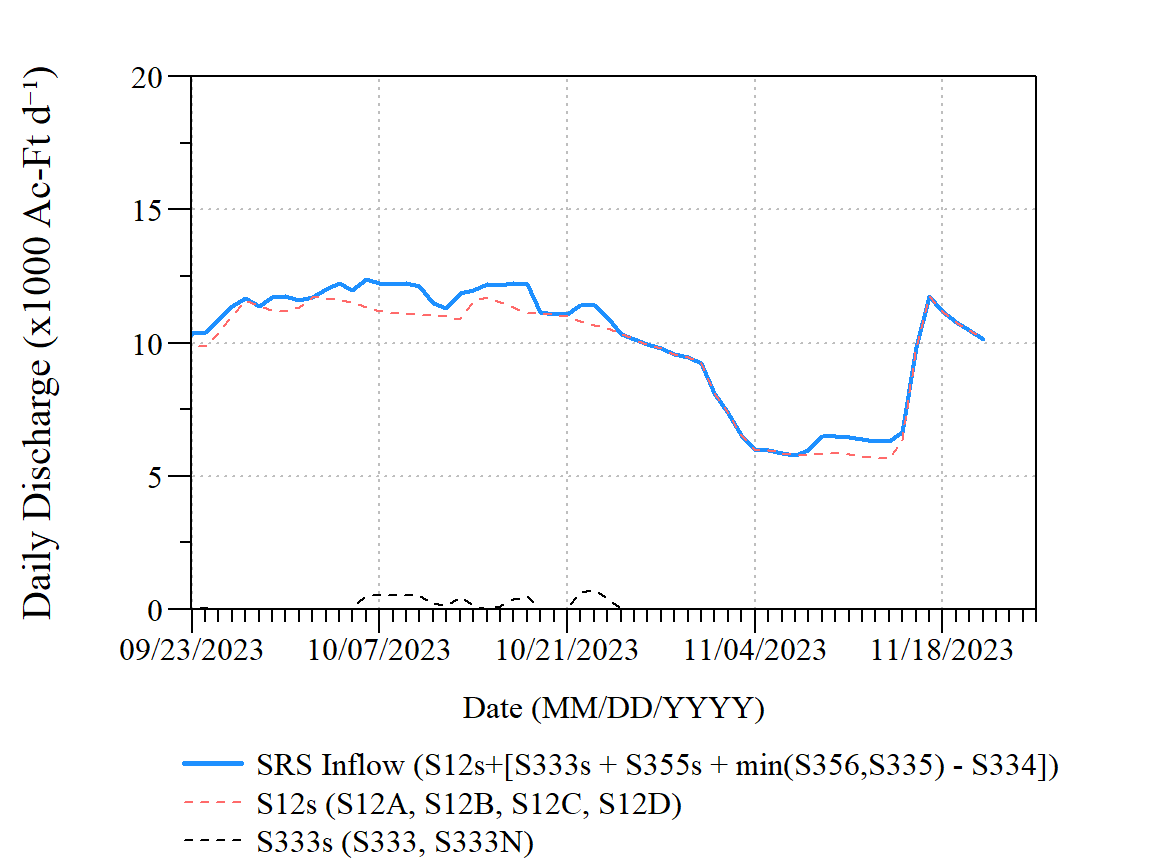 Daily Discharge (x1000 Ac-Ft d⁻¹)
20
15
10
5
0
09/23/2023 10/07/2023 10/21/2023 11/04/2023 11/18/2023
Date (MM/DD/YYYY)
SRS Inflow (S12s+[S333s + S355s + min(S356,S335) - S334])
S12s (S12A, S12B, S12C, S12D)
S333s (S333, S333N)